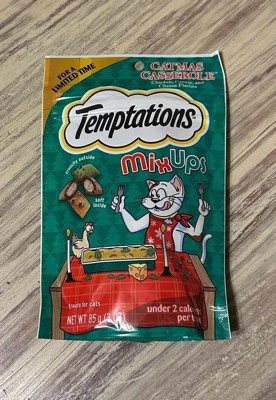 FOR A
LIMITED TIME
CATMAS
CASSEROLE
Chicken, Catnip, and
Cheese Flavors
Temptations
MixUps
crunchy outside
soft inside
treats for cats
NET WT 85 g
under 2 calories
per